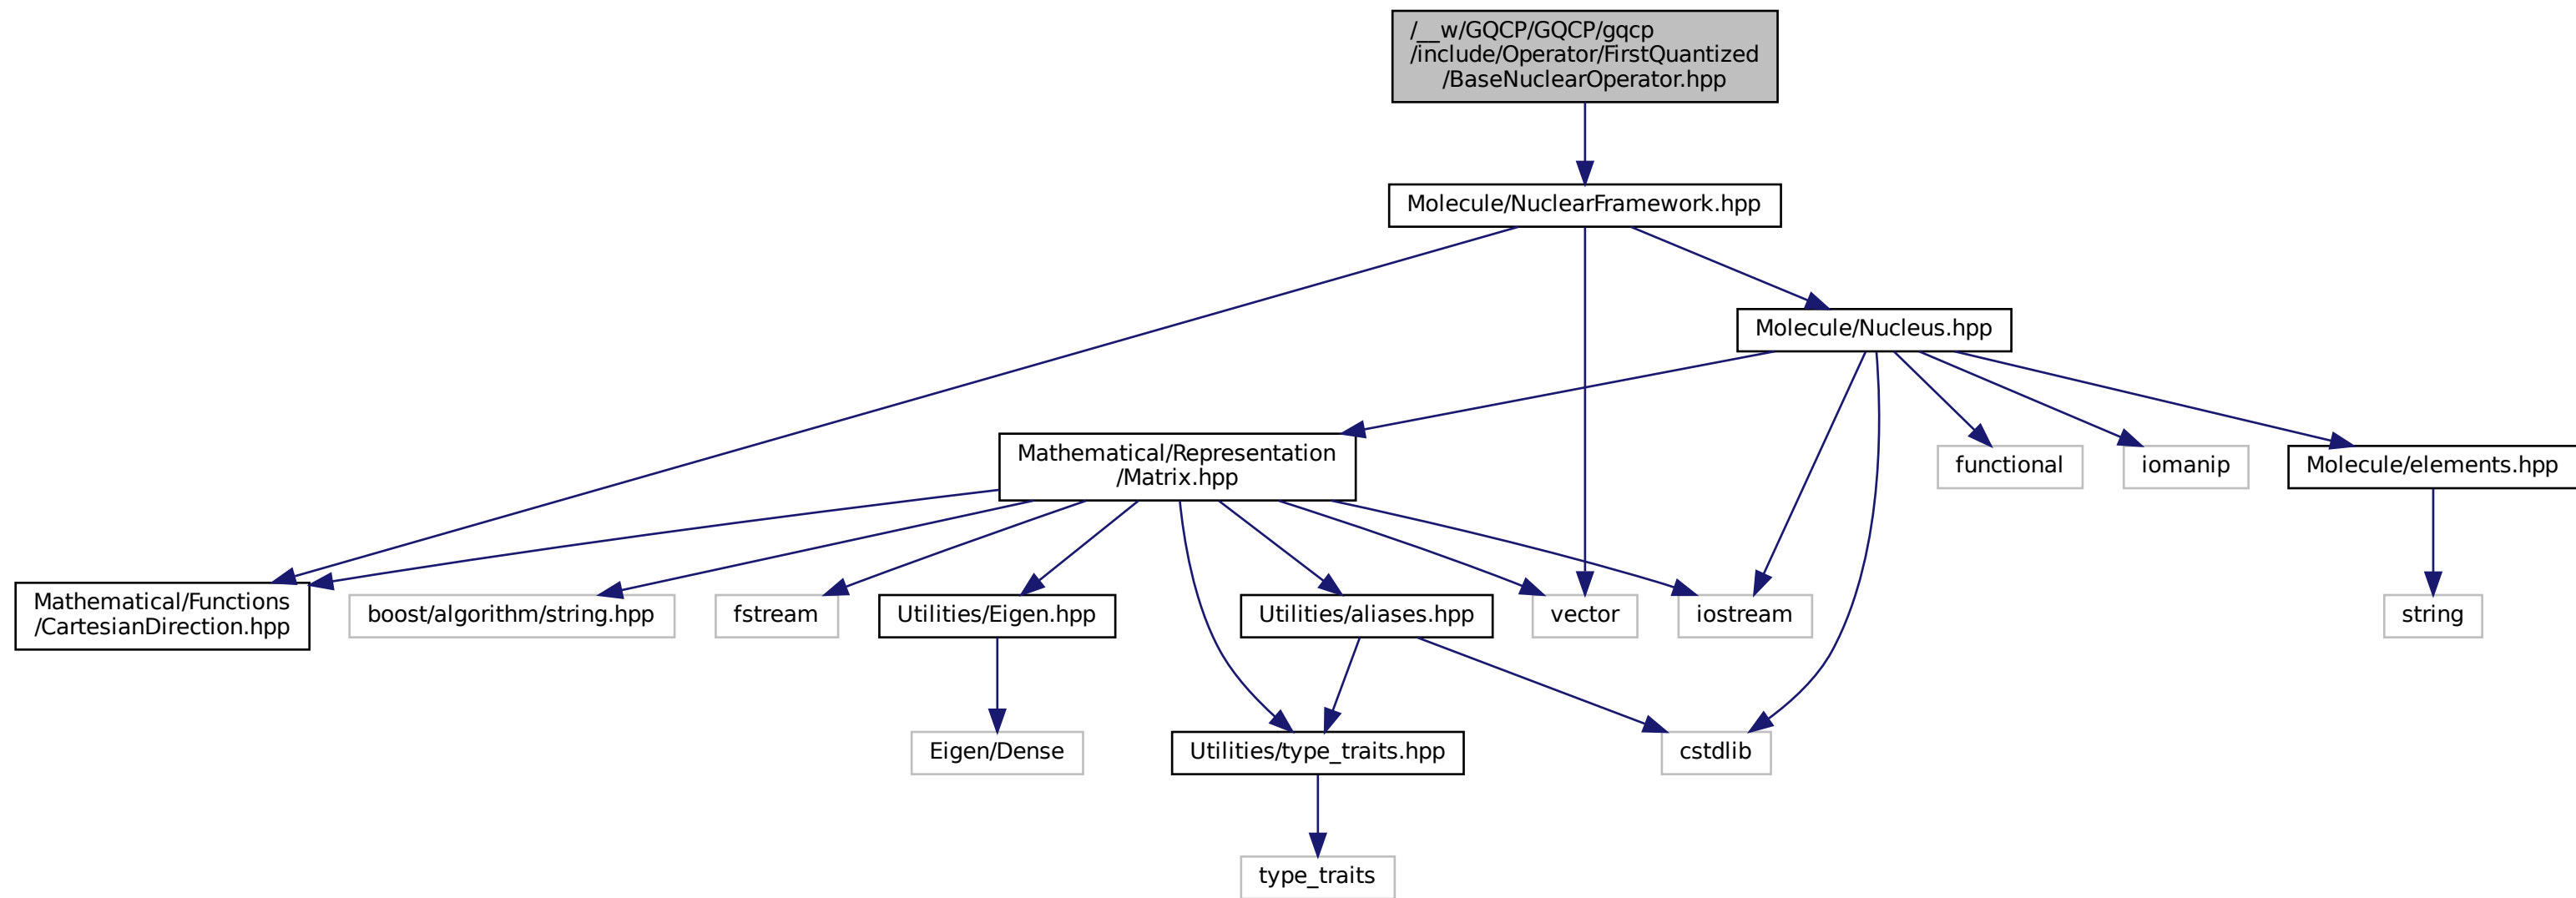 /__w/GQCP/GQCP/gqcp
/include/Operator/FirstQuantized
/BaseNuclearOperator.hpp
Molecule/NuclearFramework.hpp
Molecule/Nucleus.hpp
Mathematical/Representation
/Matrix.hpp
functional
iomanip
Molecule/elements.hpp
Mathematical/Functions
/CartesianDirection.hpp
boost/algorithm/string.hpp
fstream
Utilities/Eigen.hpp
Utilities/aliases.hpp
vector
iostream
string
Eigen/Dense
Utilities/type_traits.hpp
cstdlib
type_traits